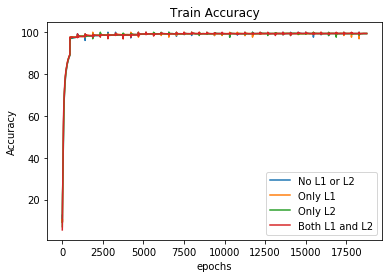 Train Accuracy
Accuracy
100
80
60
40
20
No L1 or L2
Only L1
Only L2
Both L1 and L2
0 2500 5000 7500 10000 12500 15000 17500
epochs